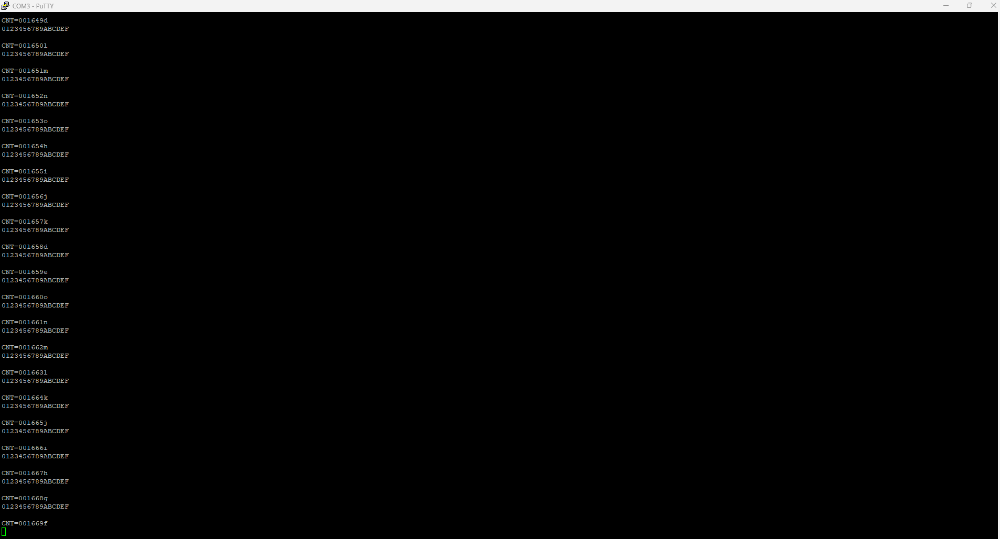 COM3 - PuTTY
CNT=001649d
0123456789ABCDEF
CNT=001650l
0123456789ABCDEF
CNT=001651m
0123456789ABCDEF
CNT=001652n
0123456789ABCDEF
CNT=001653o
0123456789ABCDEF
CNT=001654h
0123456789ABCDEF
CNT=001655i
0123456789ABCDEF
CNT=001656j
0123456789ABCDEF
CNT=001657k
0123456789ABCDEF
CNT=001658d
0123456789ABCDEF
CNT=001659e
0123456789ABCDEF
CNT=001660o
0123456789ABCDEF
CNT=001661n
0123456789ABCDEF
CNT=001662m
0123456789ABCDEF
CNT=001663l
0123456789ABCDEF
CNT=001664k
0123456789ABCDEF
CNT=001665j
0123456789ABCDEF
CNT=001666i
0123456789ABCDEF
CNT=001667h
0123456789ABCDEF
CNT=001668g
0123456789ABCDEF
CNT=001669f